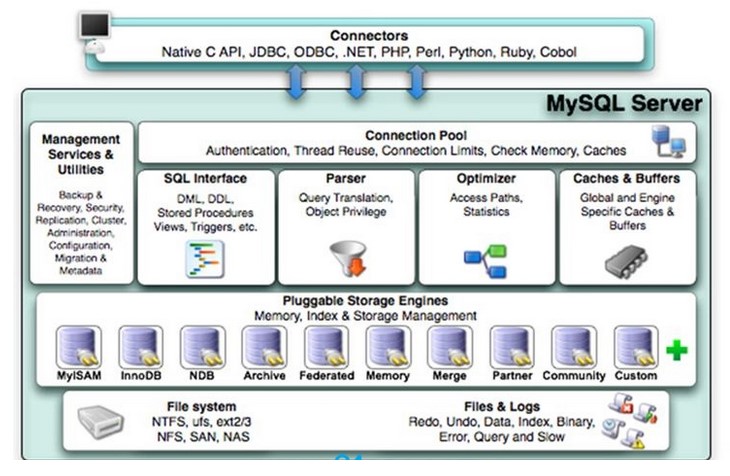 Connectors
Native C API, JDBC, ODBC, .NET, PHP, Perl, Python, Ruby, Cobol
MySQL Server
Management
Services &
Utilities
Backup &
Recovery, Security,
Replication, Cluster,
Administration,
Configuration,
Migration &
Metadata
Connection Pool
Authentication, Thread Reuse, Connection Limits, Check Memory, Caches
SQL Interface
DML, DDL,
Stored Procedures
Views, Triggers, etc.
Parser
Query Translation,
Object Privilege
Optimizer
Access Paths,
Statistics
Caches & Buffers
Global and Engine
Specific Caches &
Buffers
Pluggable Storage Engines
Memory, Index & Storage Management
MyISAM InnoDB NDB Archive Federated Memory Merge Partner Community Custom
File system
NTFS, ufs, ext2/3
NFS, SAN, NAS
Files & Logs
Redo, Undo, Data, Index, Binary,
Error, Query and Slow